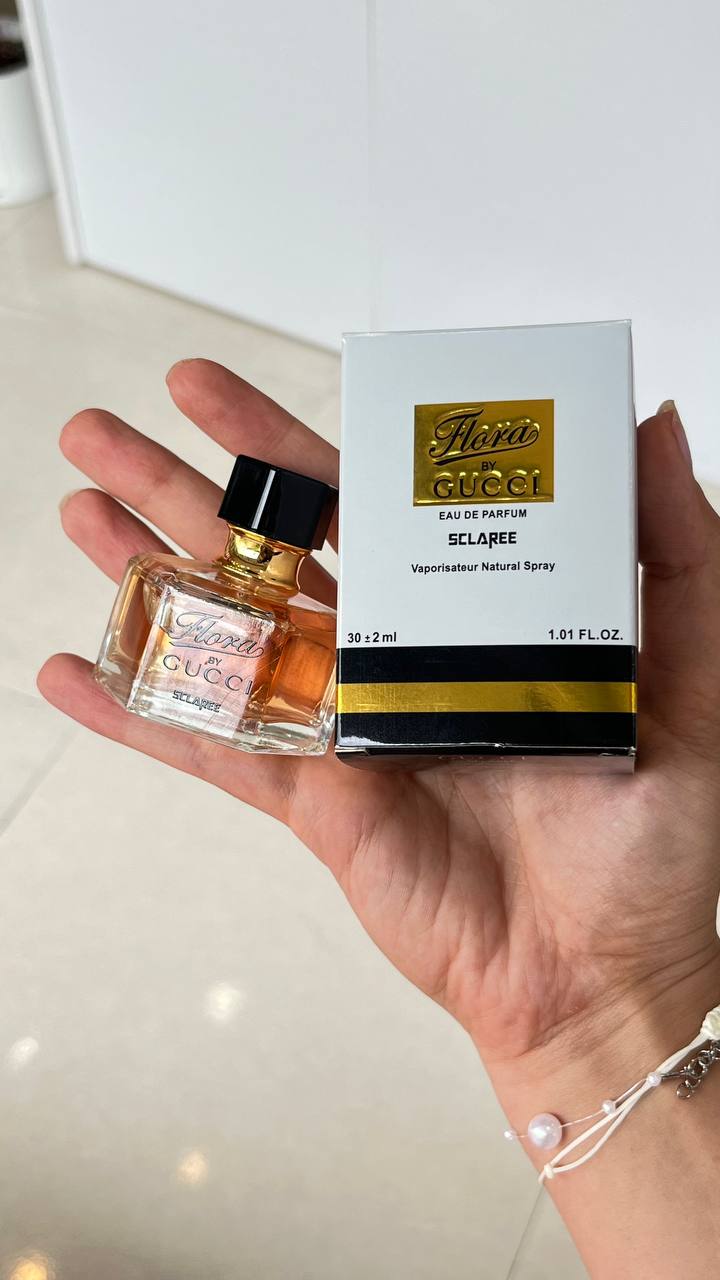 Flora
BY
GUCCI
SCLAREE
Flora
BY
GUCCI
EAU DE PARFUM
SCLAREE
Vaporisateur Natural Spray
30 ± 2 ml
1.01 FL.OZ.